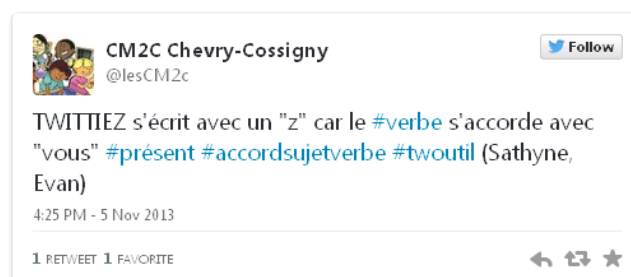 CM2C Chevry-Cossigny
@lesCM2c
Follow
TWITTIEZ s'écrit avec un "z" car le #verbe s'accorde avec
"vous" #présent #accordsujetverbe #twoutil (Sathyne,
Evan)
4:25 PM - 5 Nov 2013
1 RETWEET 1 FAVORITE